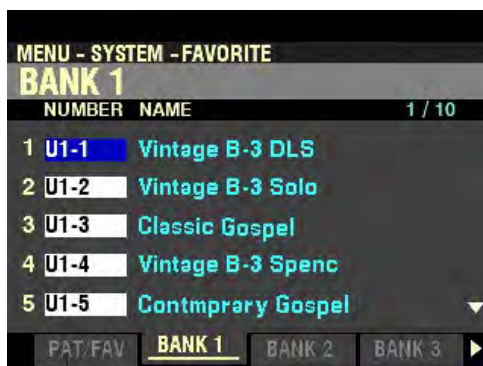 MENU - SYSTEM -FAVORITE
BANK 1
NUMBER NAME 1 / 10
1 U1-1 Vintage B-3 DLS
2 U1-2 Vintage B-3 Solo
3 U1-3 Classic Gospel
4 U1-4 Vintage B-3 Spenc
5 U1-5 Contmprary Gospel
PAT/FAV BANK 1 BANK 2 BANK 3